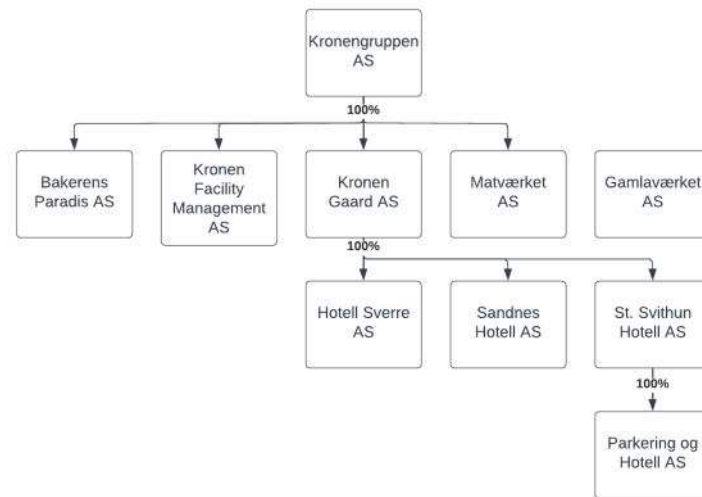 Kronengruppen
AS
100%
Bakerens
Paradis AS
Kronen
Facility
Management
AS
Kronen
Gaard AS
Matværket
AS
Gamlaværket
AS
100%
Hotell Sverre
AS
Sandnes
Hotell AS
St. Svithun
Hotell AS
100%
Parkering og
Hotell AS